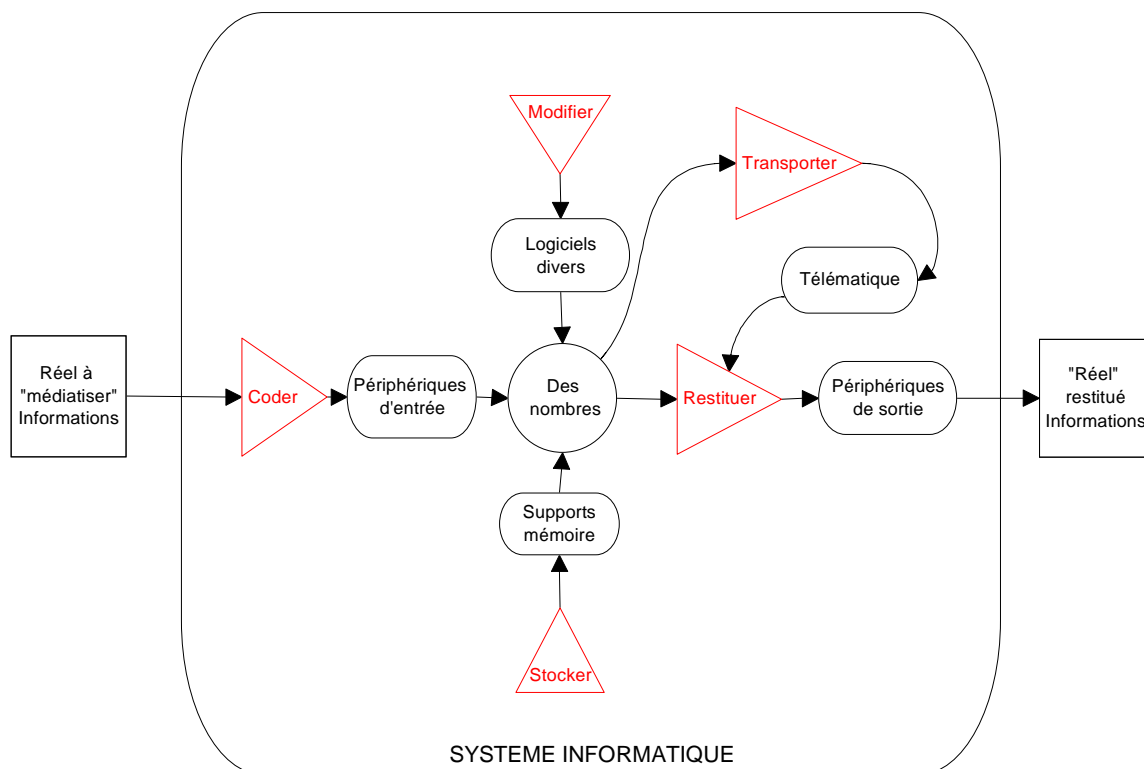 Modifier
Transporter
Logiciels
divers
Télématique
Réel à
"médiatiser"
Informations
Coder
Périphériques
d'entrée
Des
nombres
Restituer
Périphériques
de sortie
"Réel"
restitué
Informations
Supports
mémoire
Stocker
SYSTEME INFORMATIQUE